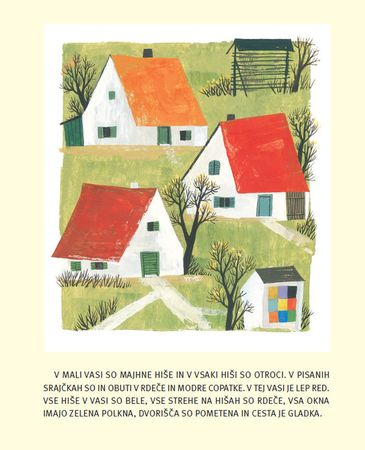 V MALI VASI SO MAJHNE HIŠE IN V VSAKI HIŠI SO OTROCI. V PISANIH
SRAJČKAH SO IN OBUTI V RDEČE IN MODRE COPATKE. V TEJ VASI JE LEP RED.
VSE HIŠE V VASI SO BELE, VSE STREHE NA HIŠAH SO RDEČE, VSA OKNA
IMAJO ZELENA POLKNA, DVORIŠČA SO POMETENA IN CESTA JE GLADKA.